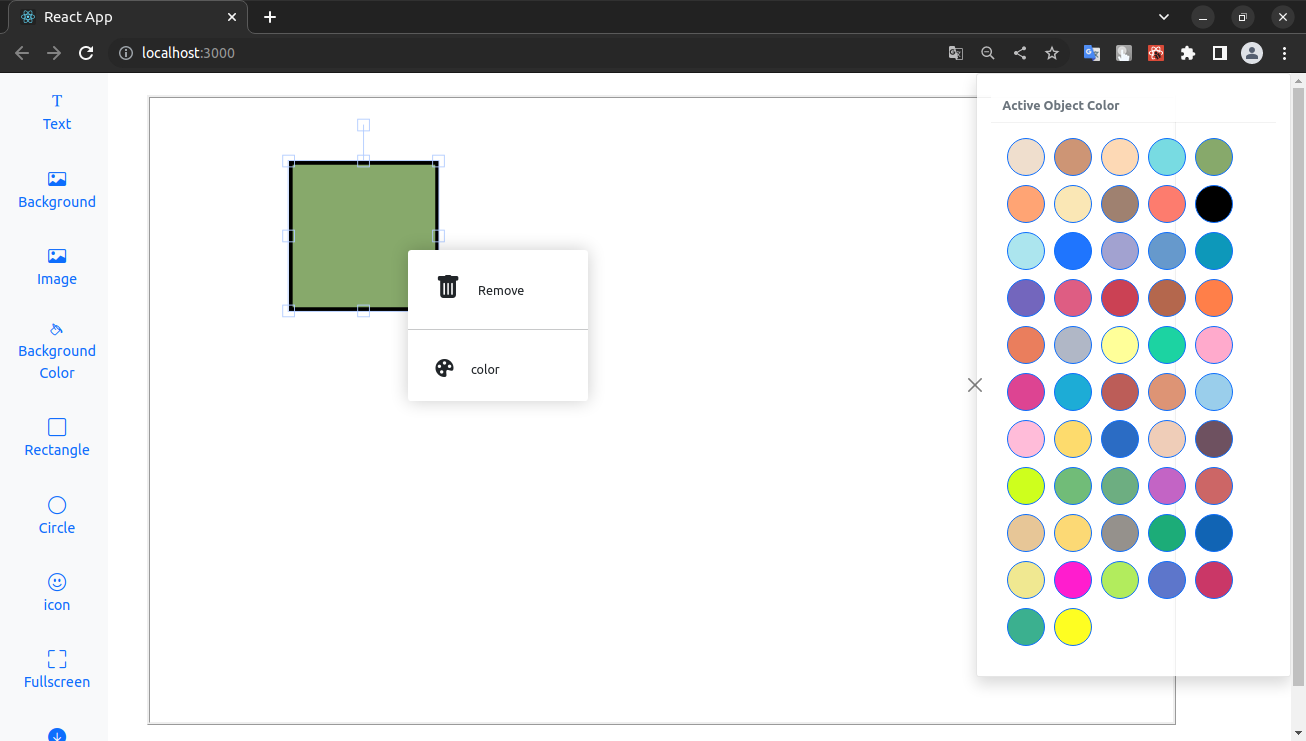 React App
localhost:3000
Text
Background
Image
Background
Color
Rectangle
Circle
icon
Fullscreen
Remove
color
Active Object Color